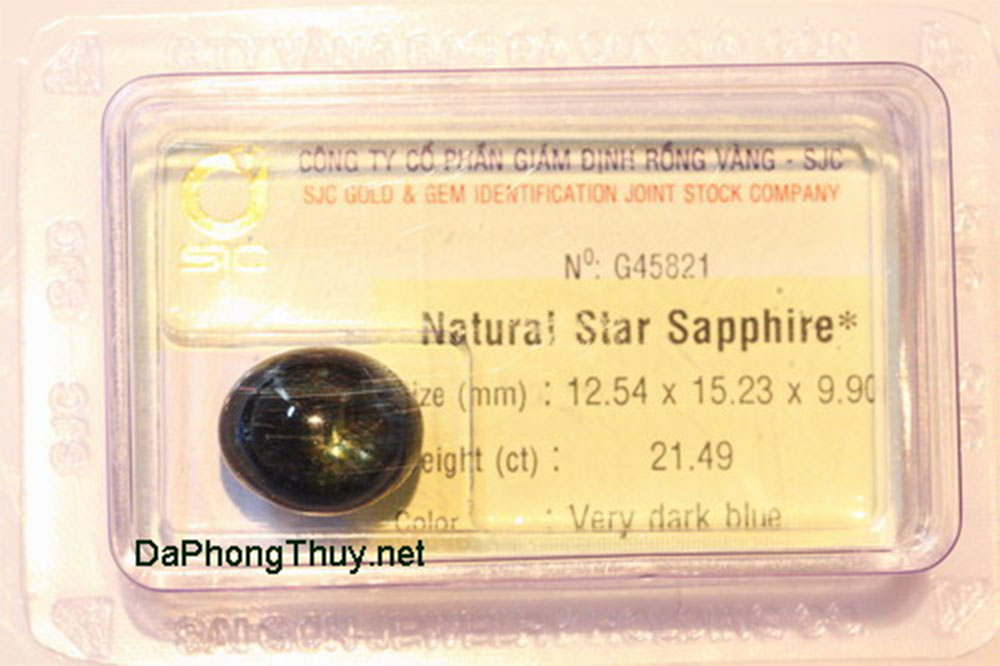 CÔNG TY CỔ PHẦN GIÁM ĐỊNH RỒNG VÀNG - SJC
SJC GOLD & GEM IDENTIFICATION JOINT STOCK COMPANY
SJC
Nº: G45821
Natural Star Sapphire*
ize (mm) : 12.54 x 15.23 x 9.90
eight (ct) : 21.49
Color : Very dark blue
DaPhongThuy.net
SJC
SJC